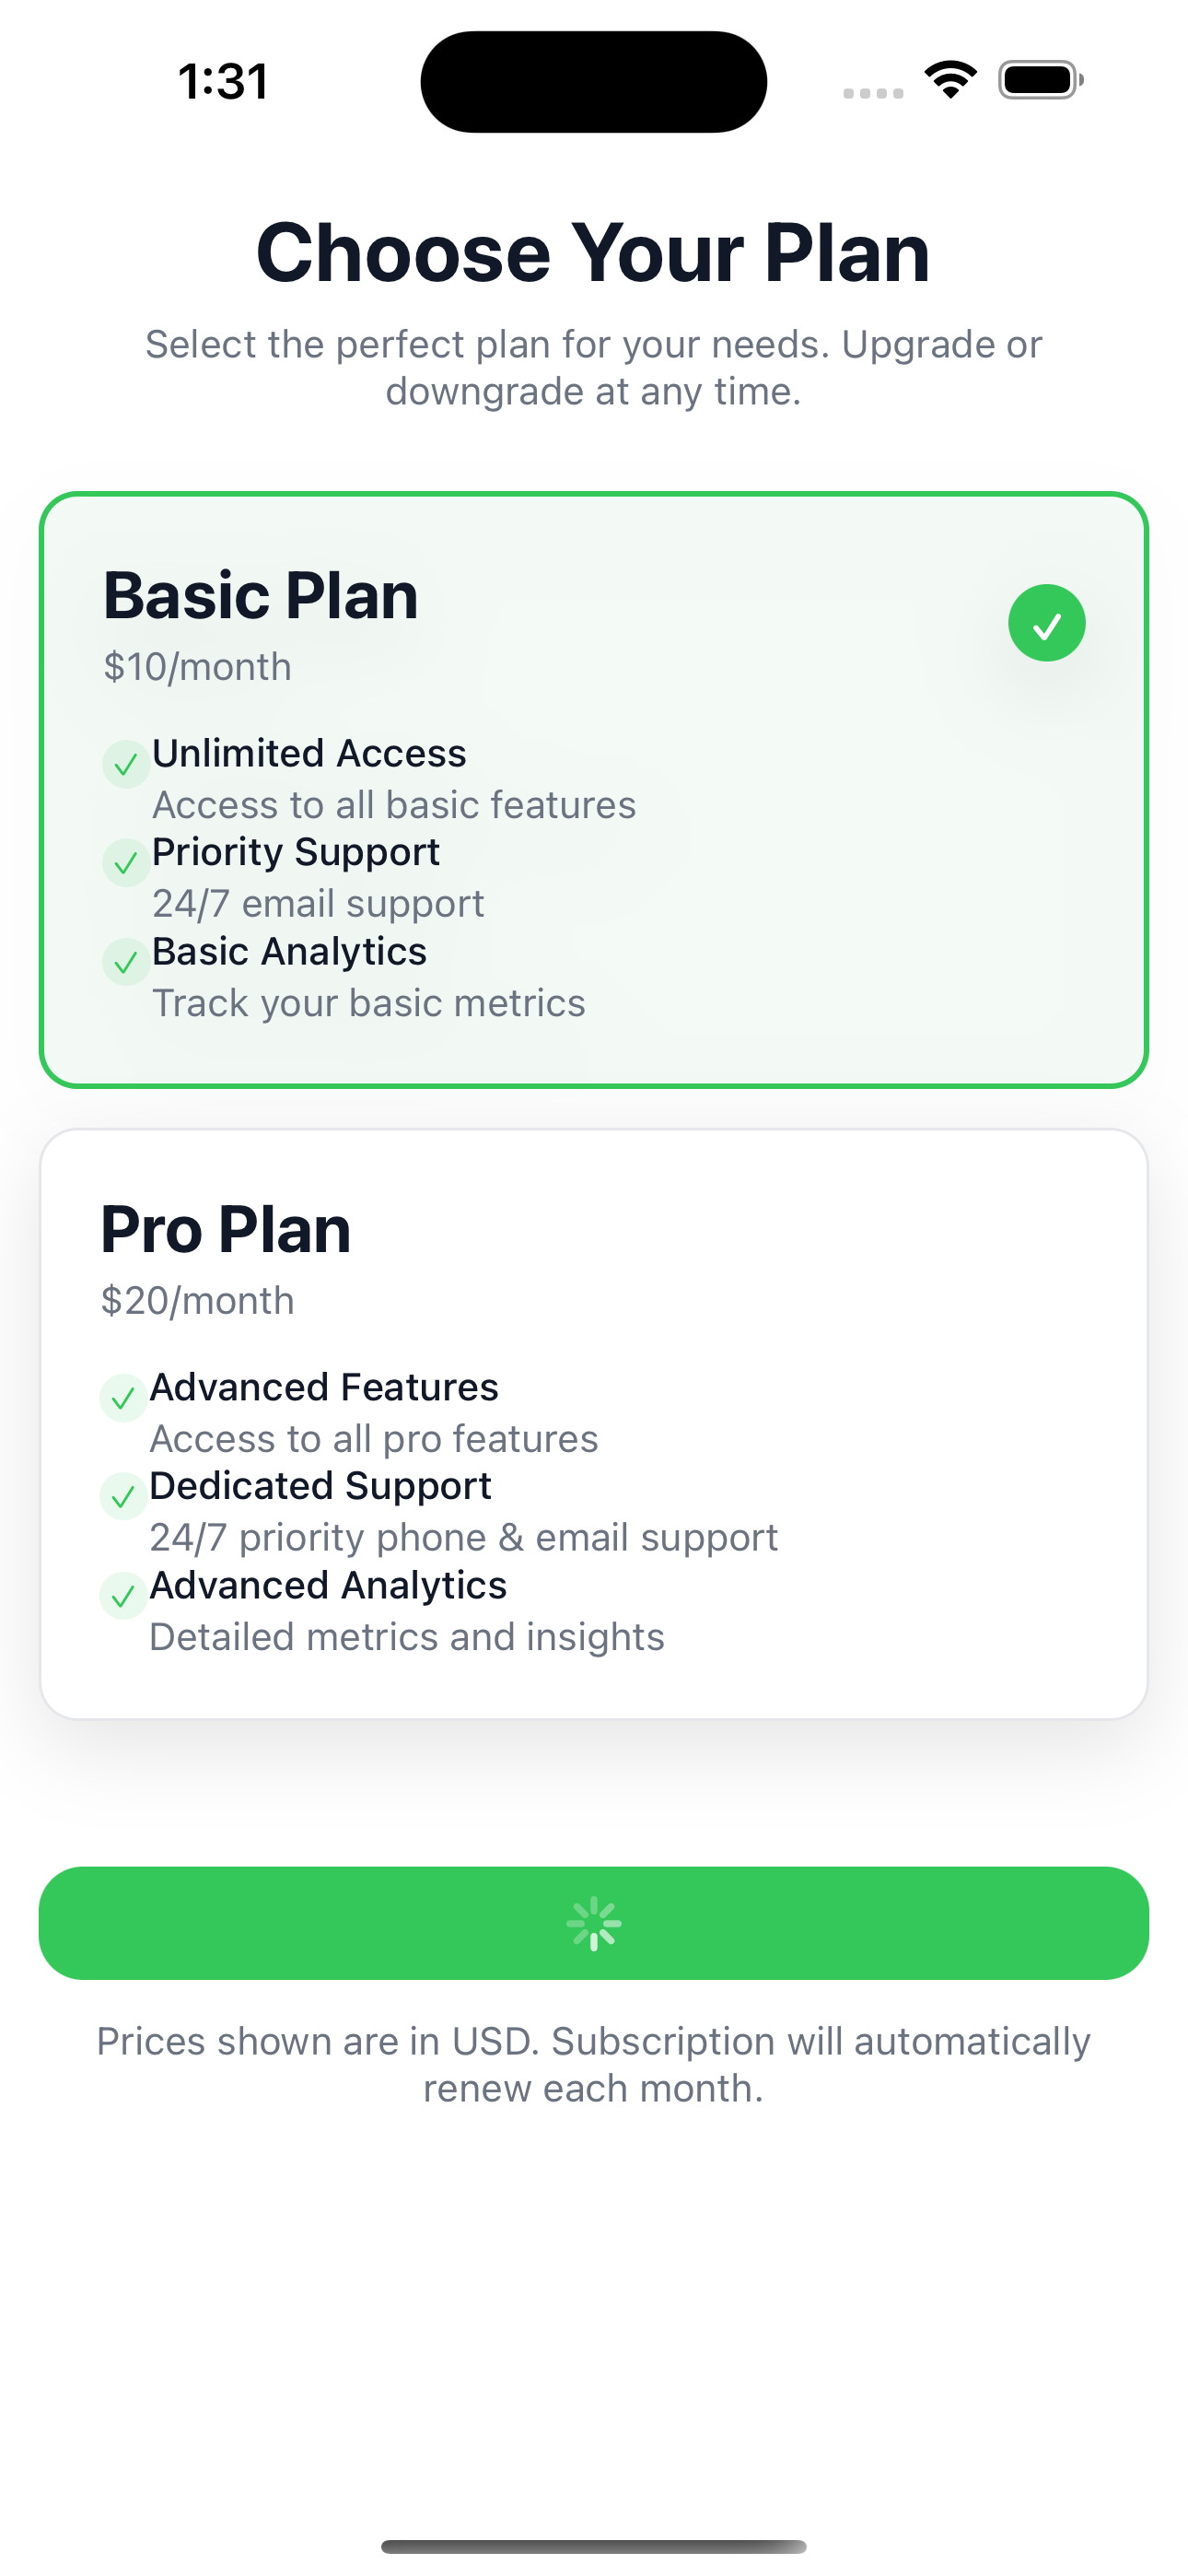 1:31
Choose Your Plan
Select the perfect plan for your needs. Upgrade or
downgrade at any time.
Basic Plan
$10/month
Unlimited Access
Access to all basic features
Priority Support
24/7 email support
Basic Analytics
Track your basic metrics
Pro Plan
$20/month
Advanced Features
Access to all pro features
Dedicated Support
24/7 priority phone & email support
Advanced Analytics
Detailed metrics and insights
Prices shown are in USD. Subscription will automatically
renew each month.